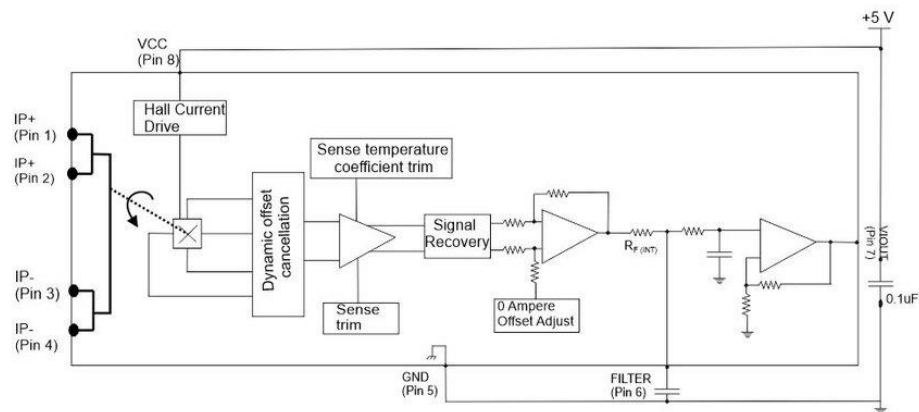 +5 V
VCC
(Pin 8)
Hall Current
Drive
IP+
(Pin 1)
IP+
(Pin 2)
Sense temperature
coefficient trim
Dynamic offset
cancellation
Signal
Recovery
RF (INT)
VIOUT
(Pin 7)
IP-
(Pin 3)
IP-
(Pin 4)
Sense
trim
0 Ampere
Offset Adjust
0.1uF
GND
(Pin 5)
FILTER
(Pin 6)